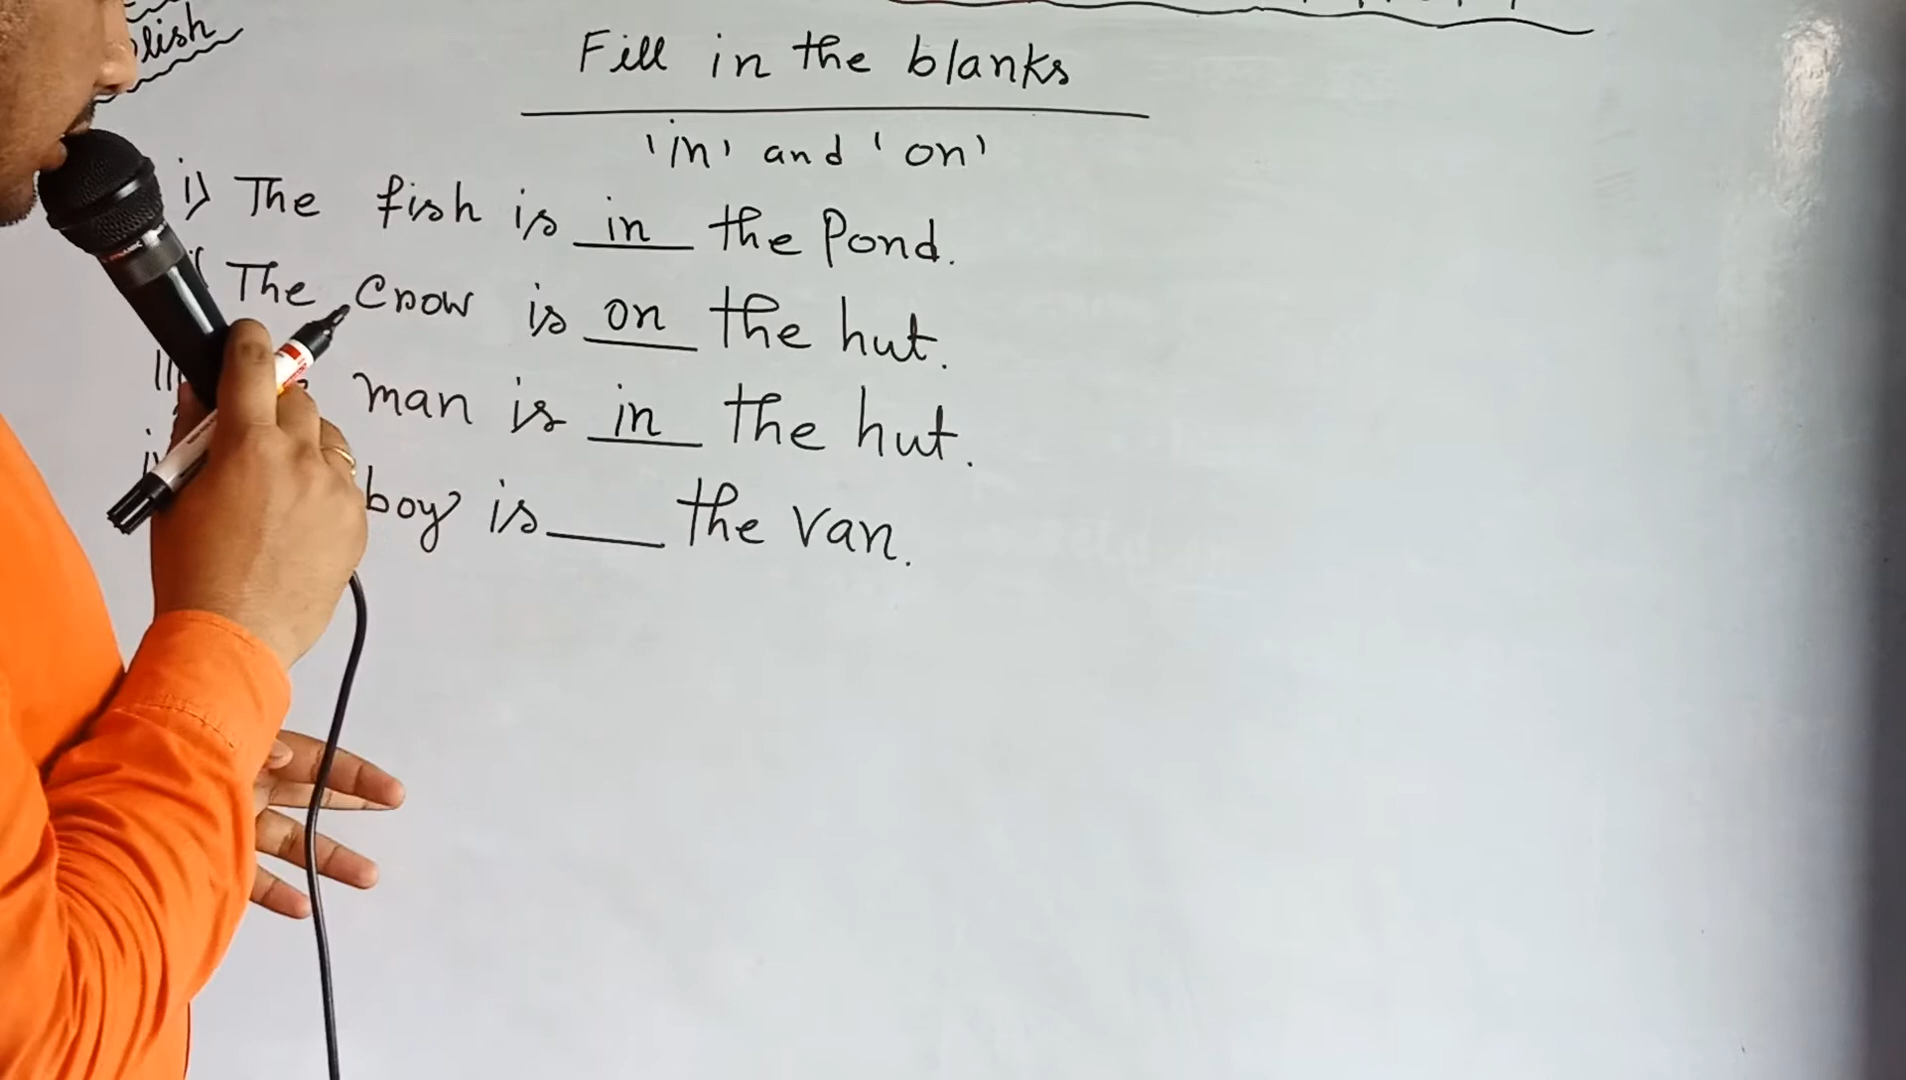 lish
Fill in the blanks
'in' and 'on'
i) The fish is in the Pond.
The Crow is on the hut.
man is in the hut.
boy is ___ the van.